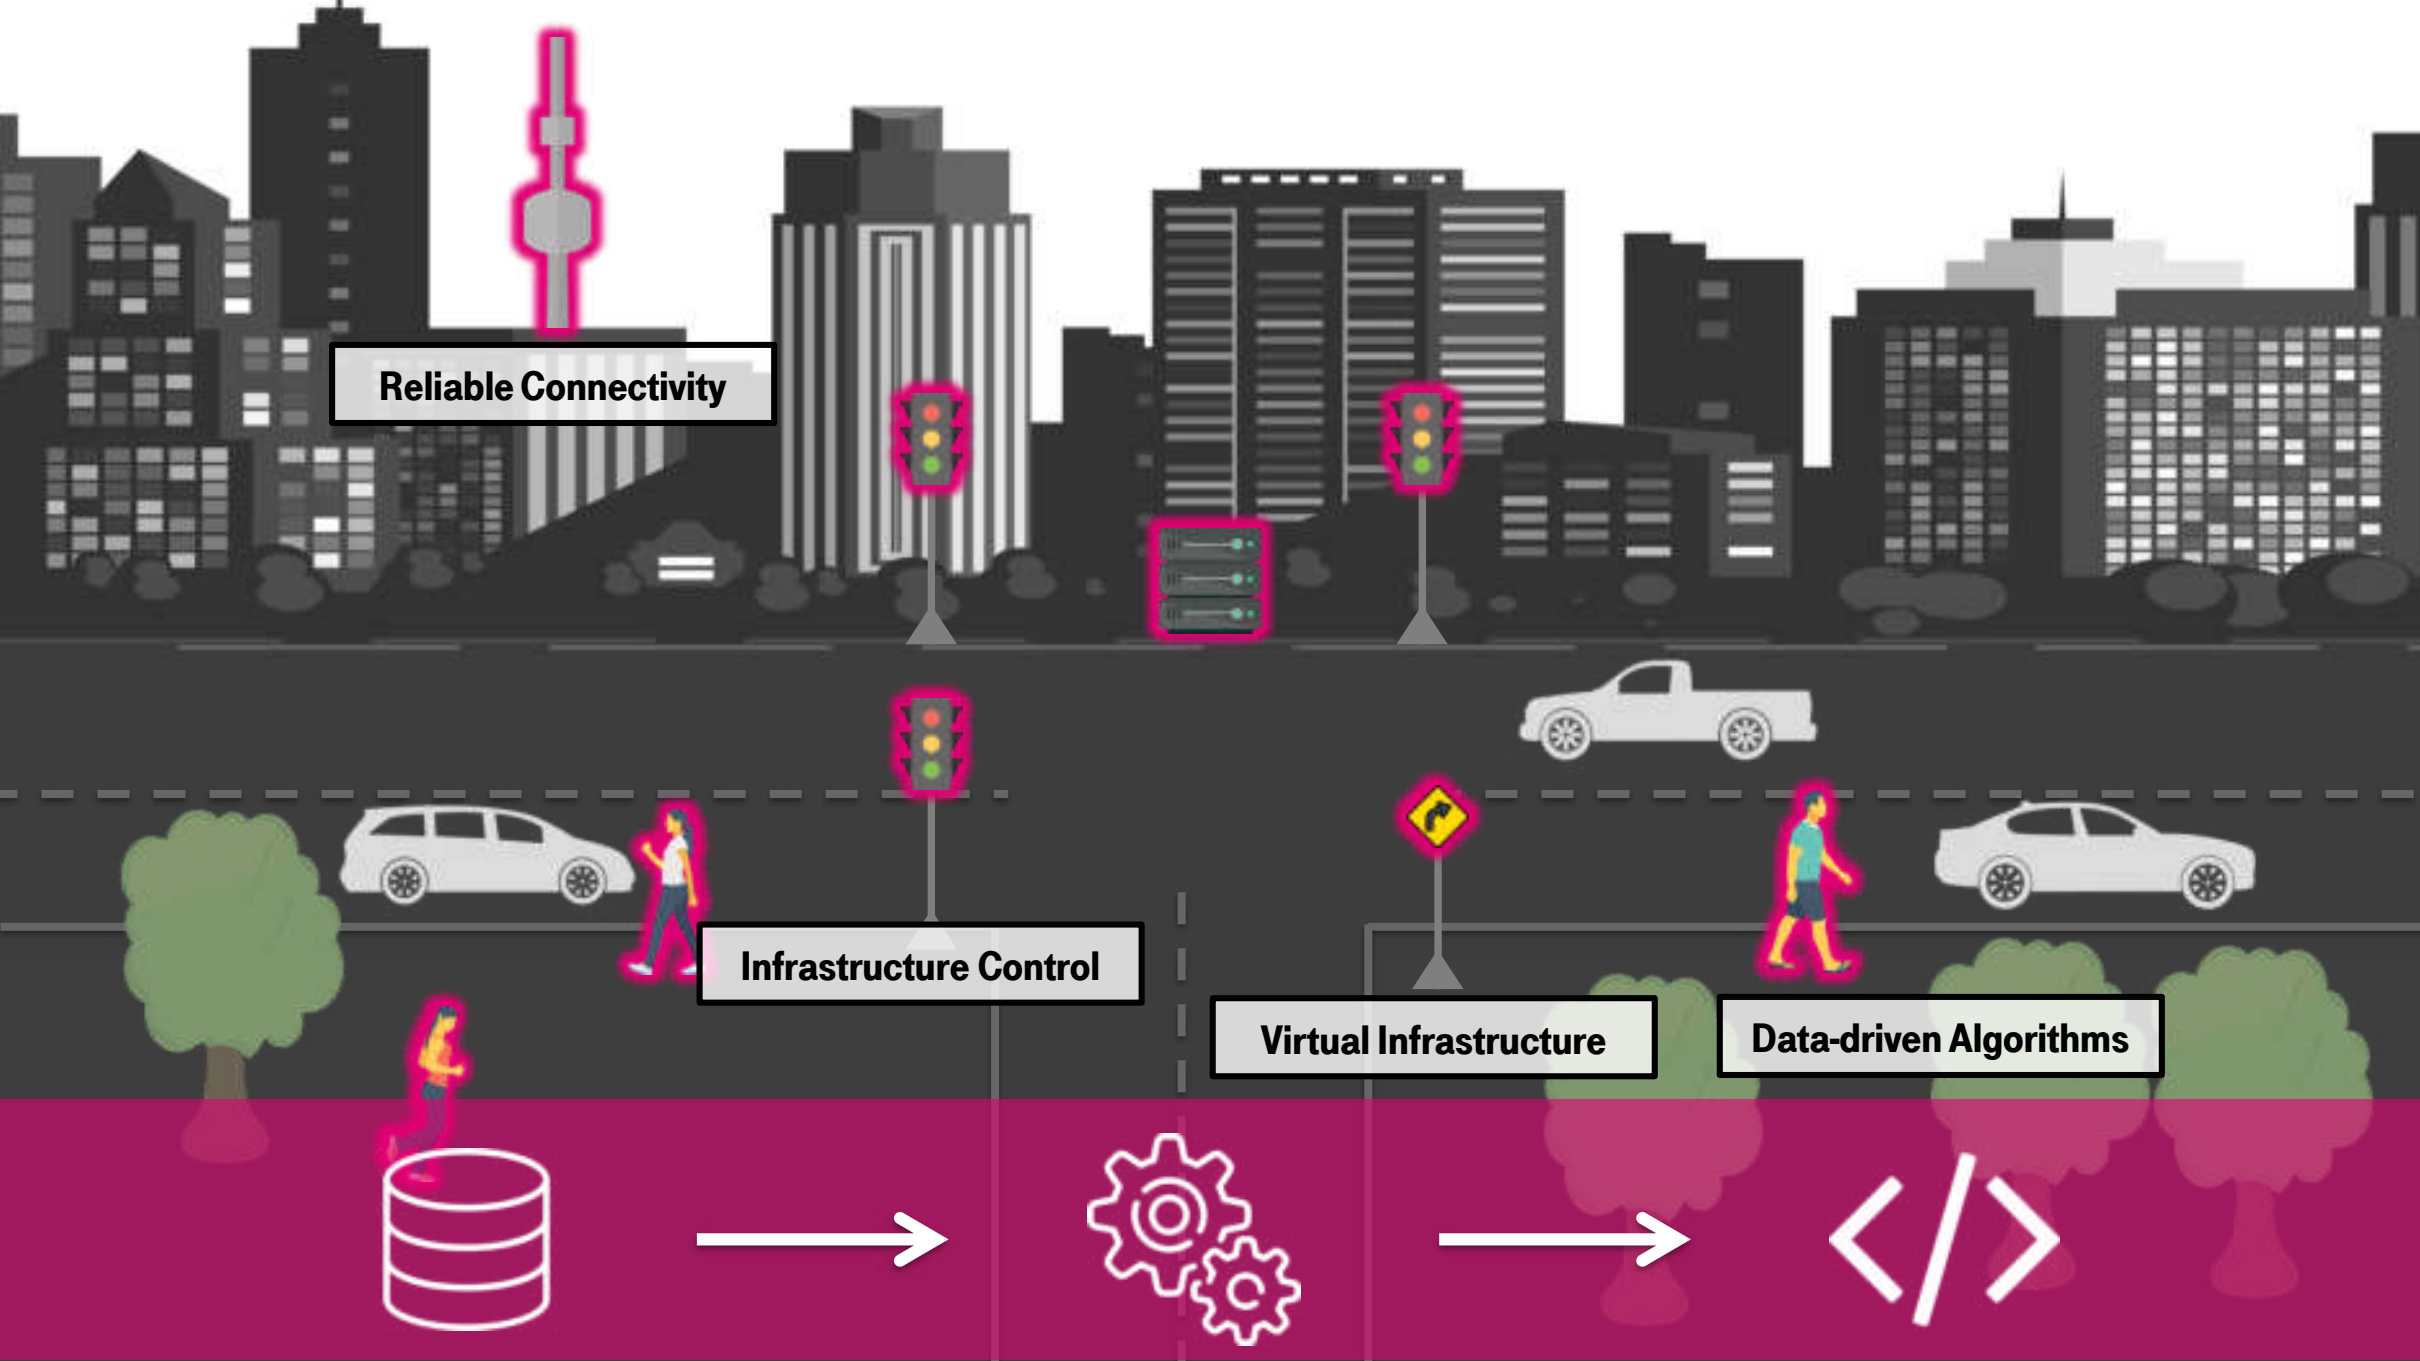 Reliable Connectivity
Infrastructure Control
Virtual Infrastructure
Data-driven Algorithms